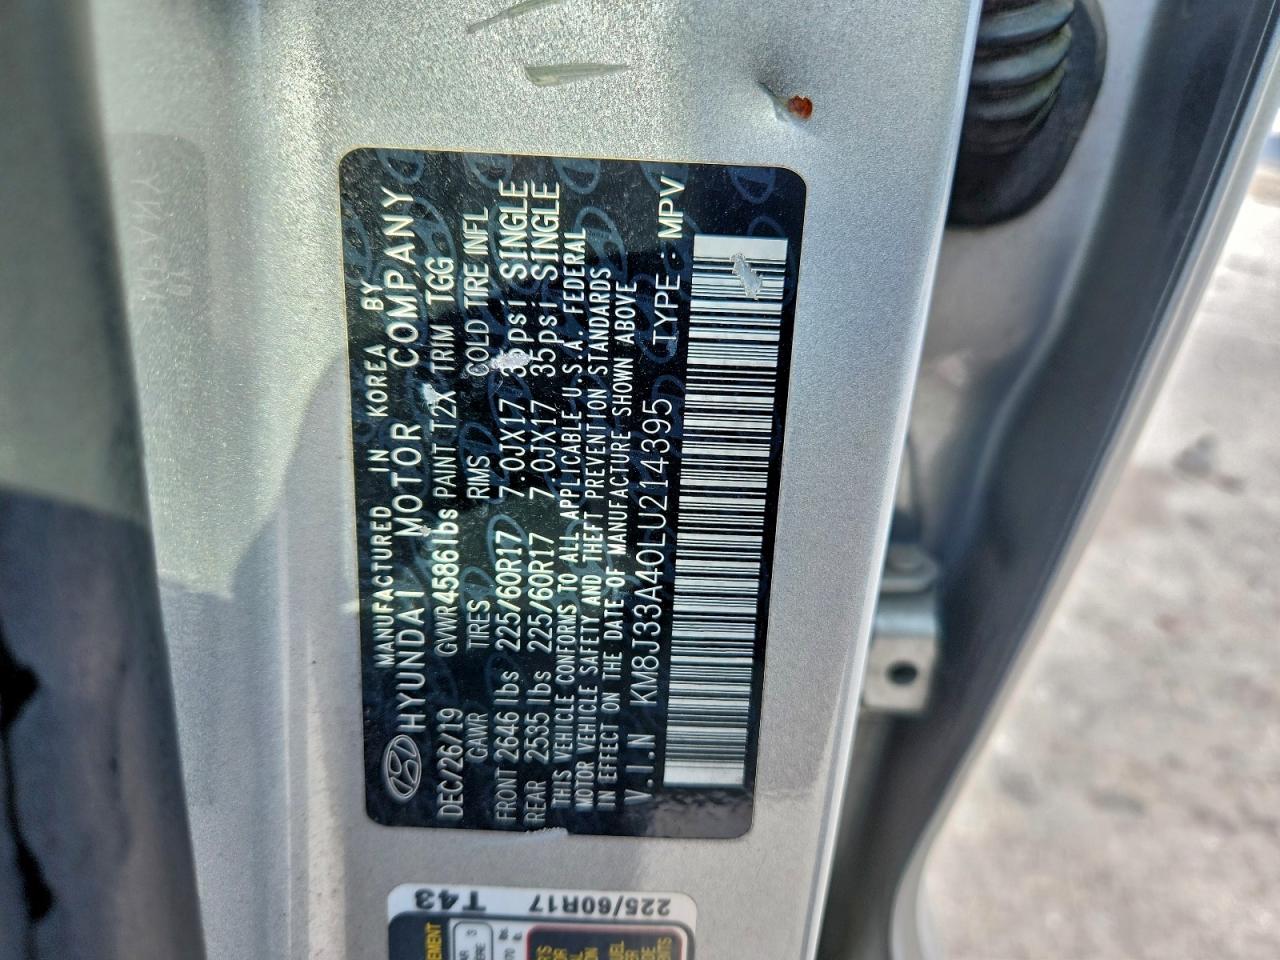 MANUFACTURED IN KOREA BY
HYUNDAI MOTOR COMPANY
DEC/26/19 GVWR 4586lbs PAINT T2X TRIM TGG
GAWR TIRES RIMS COLD TIRE INFL
FRONT 2646 lbs 225/60R17 7.0JX17 35psi SINGLE
REAR 2535 lbs 225/60R17 7.0JX17 35psi SINGLE
THIS VEHICLE CONFORMS TO ALL APPLICABLE U.S.A. FEDERAL
MOTOR VEHICLE SAFETY AND THEFT PREVENTION STANDARDS
IN EFFECT ON THE DATE OF MANUFACTURE SHOWN ABOVE
V.I.N KM8J33A40LU214395 TYPE: MPV
T43 225/60R17